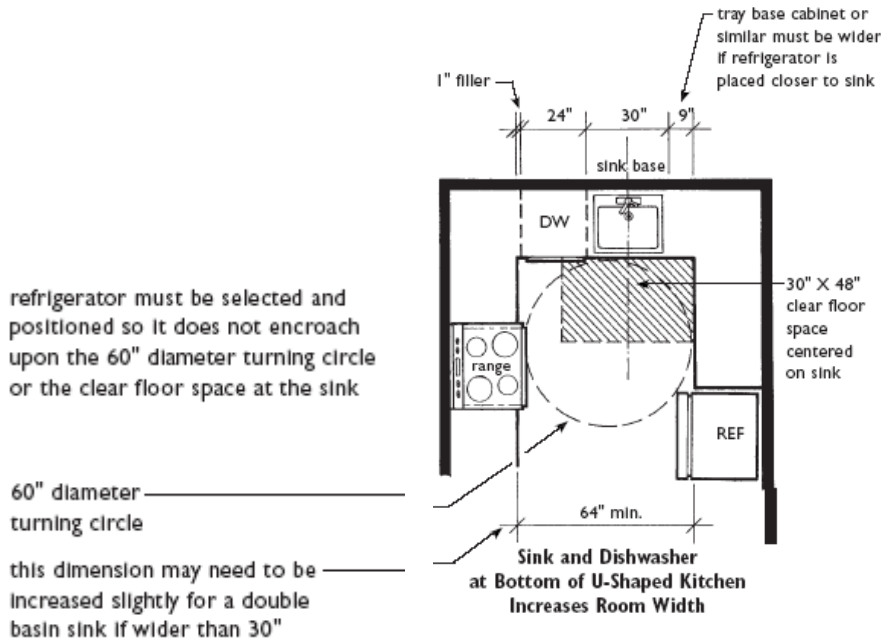 tray base cabinet or
similar must be wider
if refrigerator is
placed closer to sink
1" filler
24"
30"
9"
sink base
DW
30" X 48"
clear floor
space
centered
on sink
refrigerator must be selected and
positioned so it does not encroach
upon the 60" diameter turning circle
or the clear floor space at the sink
range
REF
60" diameter
turning circle
64" min.
this dimension may need to be
increased slightly for a double
basin sink if wider than 30"
Sink and Dishwasher
at Bottom of U-Shaped Kitchen
Increases Room Width